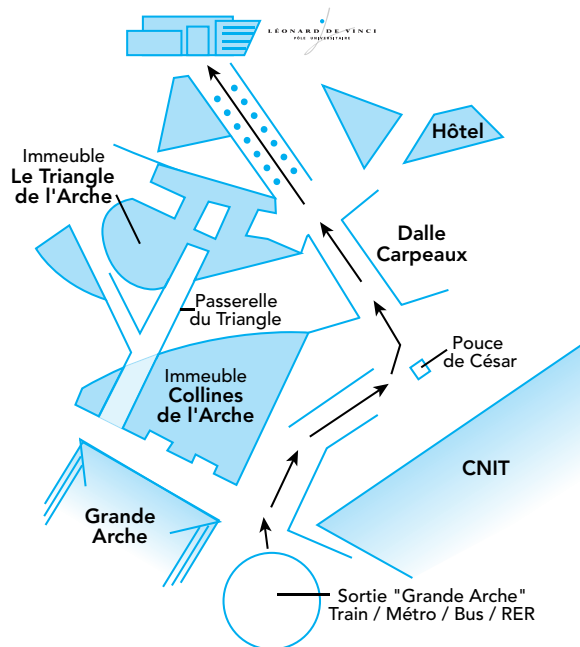 LÉONARD DE VINCI
PÔLE UNIVERSITAIRE
Hôtel
Immeuble
Le Triangle
de l'Arche
Dalle
Carpeaux
Passerelle
du Triangle
Pouce
de César
Immeuble
Collines
de l'Arche
CNIT
Grande
Arche
Sortie "Grande Arche"
Train / Métro / Bus / RER